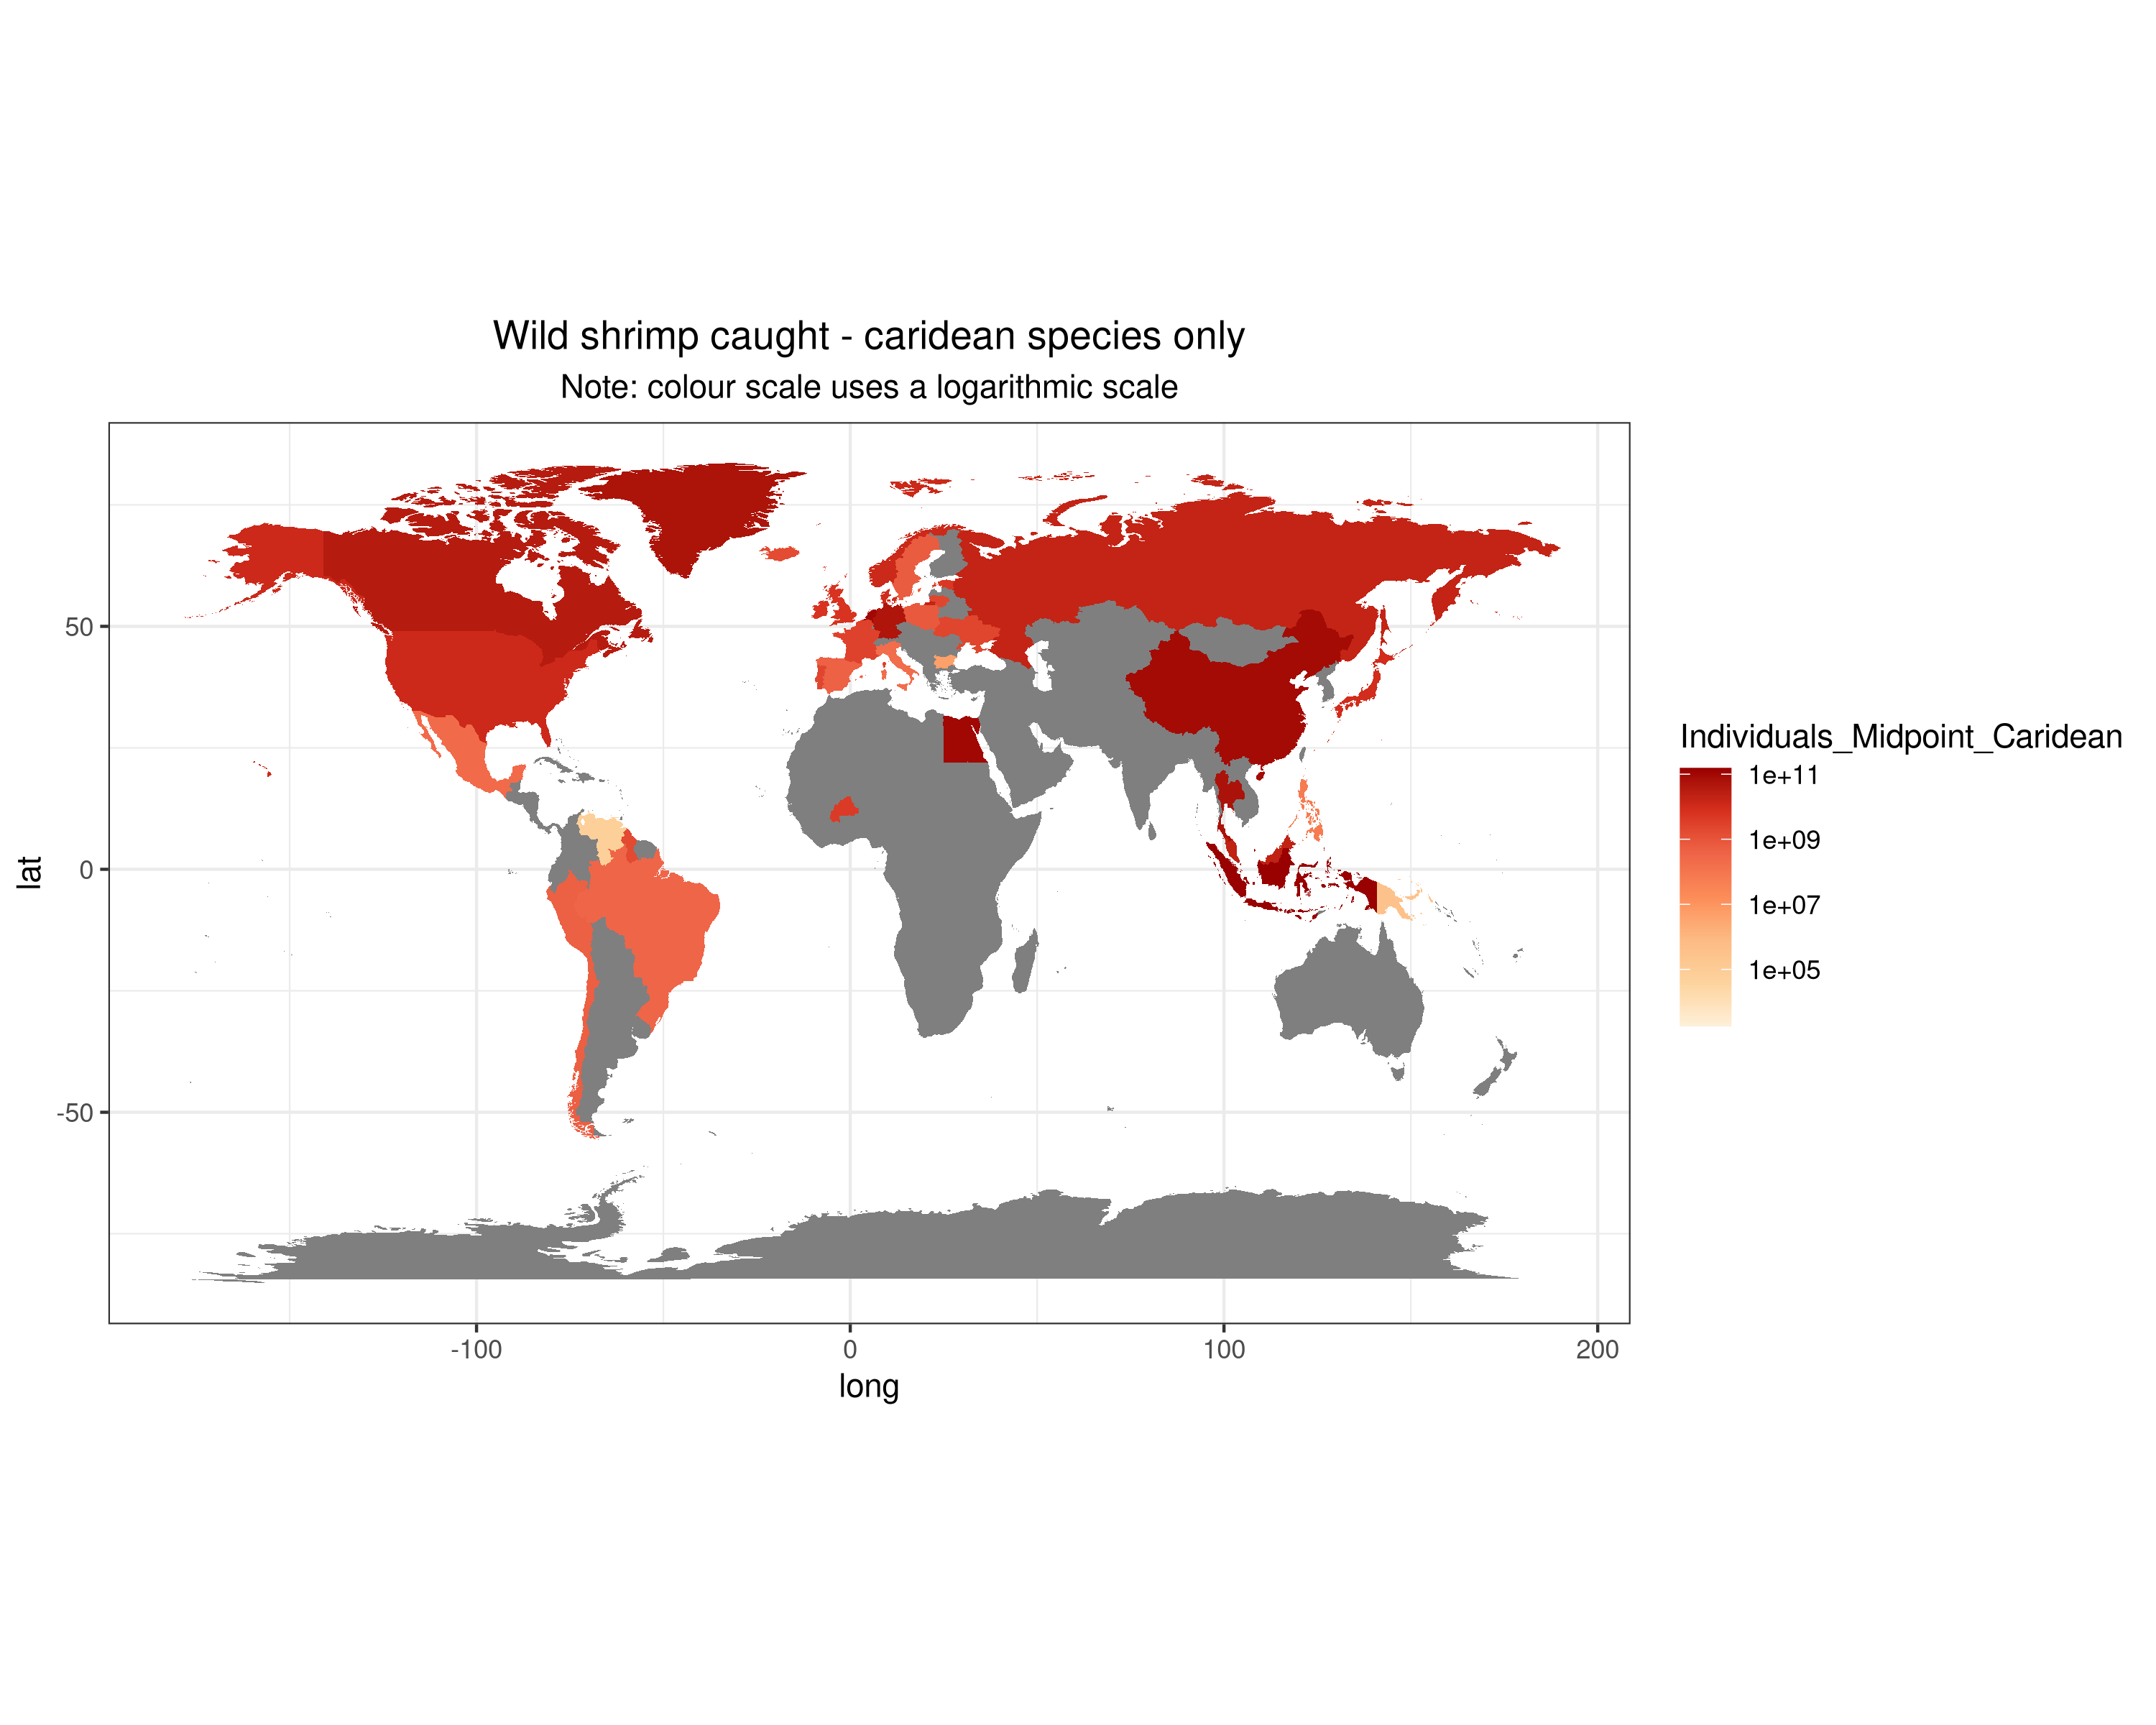 Wild shrimp caught - caridean species only
Note: colour scale uses a logarithmic scale
50
0
-50
lat
-100
0
100
200
long
Individuals_Midpoint_Caridean
1e+11
1e+09
1e+07
1e+05